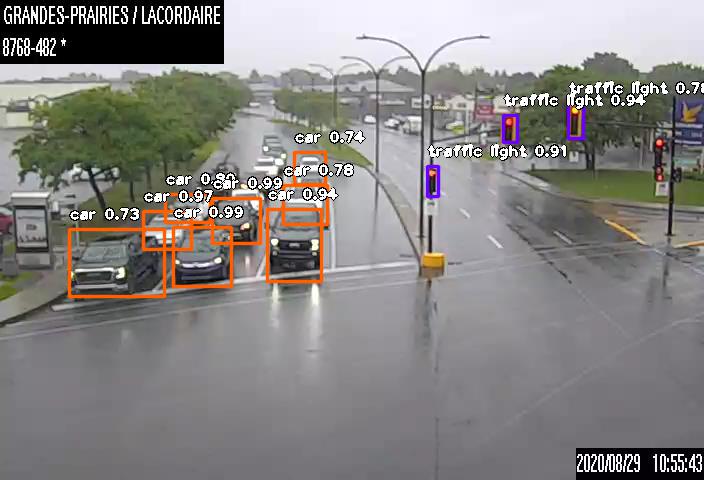 GRANDES-PRAIRIES / LACORDAIRE
8768-482 *
traffic light 0.78
traffic light 0.94
car 0.74
traffic light 0.91
car 0.78
car 0.99
car 0.97
car 0.94
car 0.73
car 0.99
2020/08/29 10:55:43